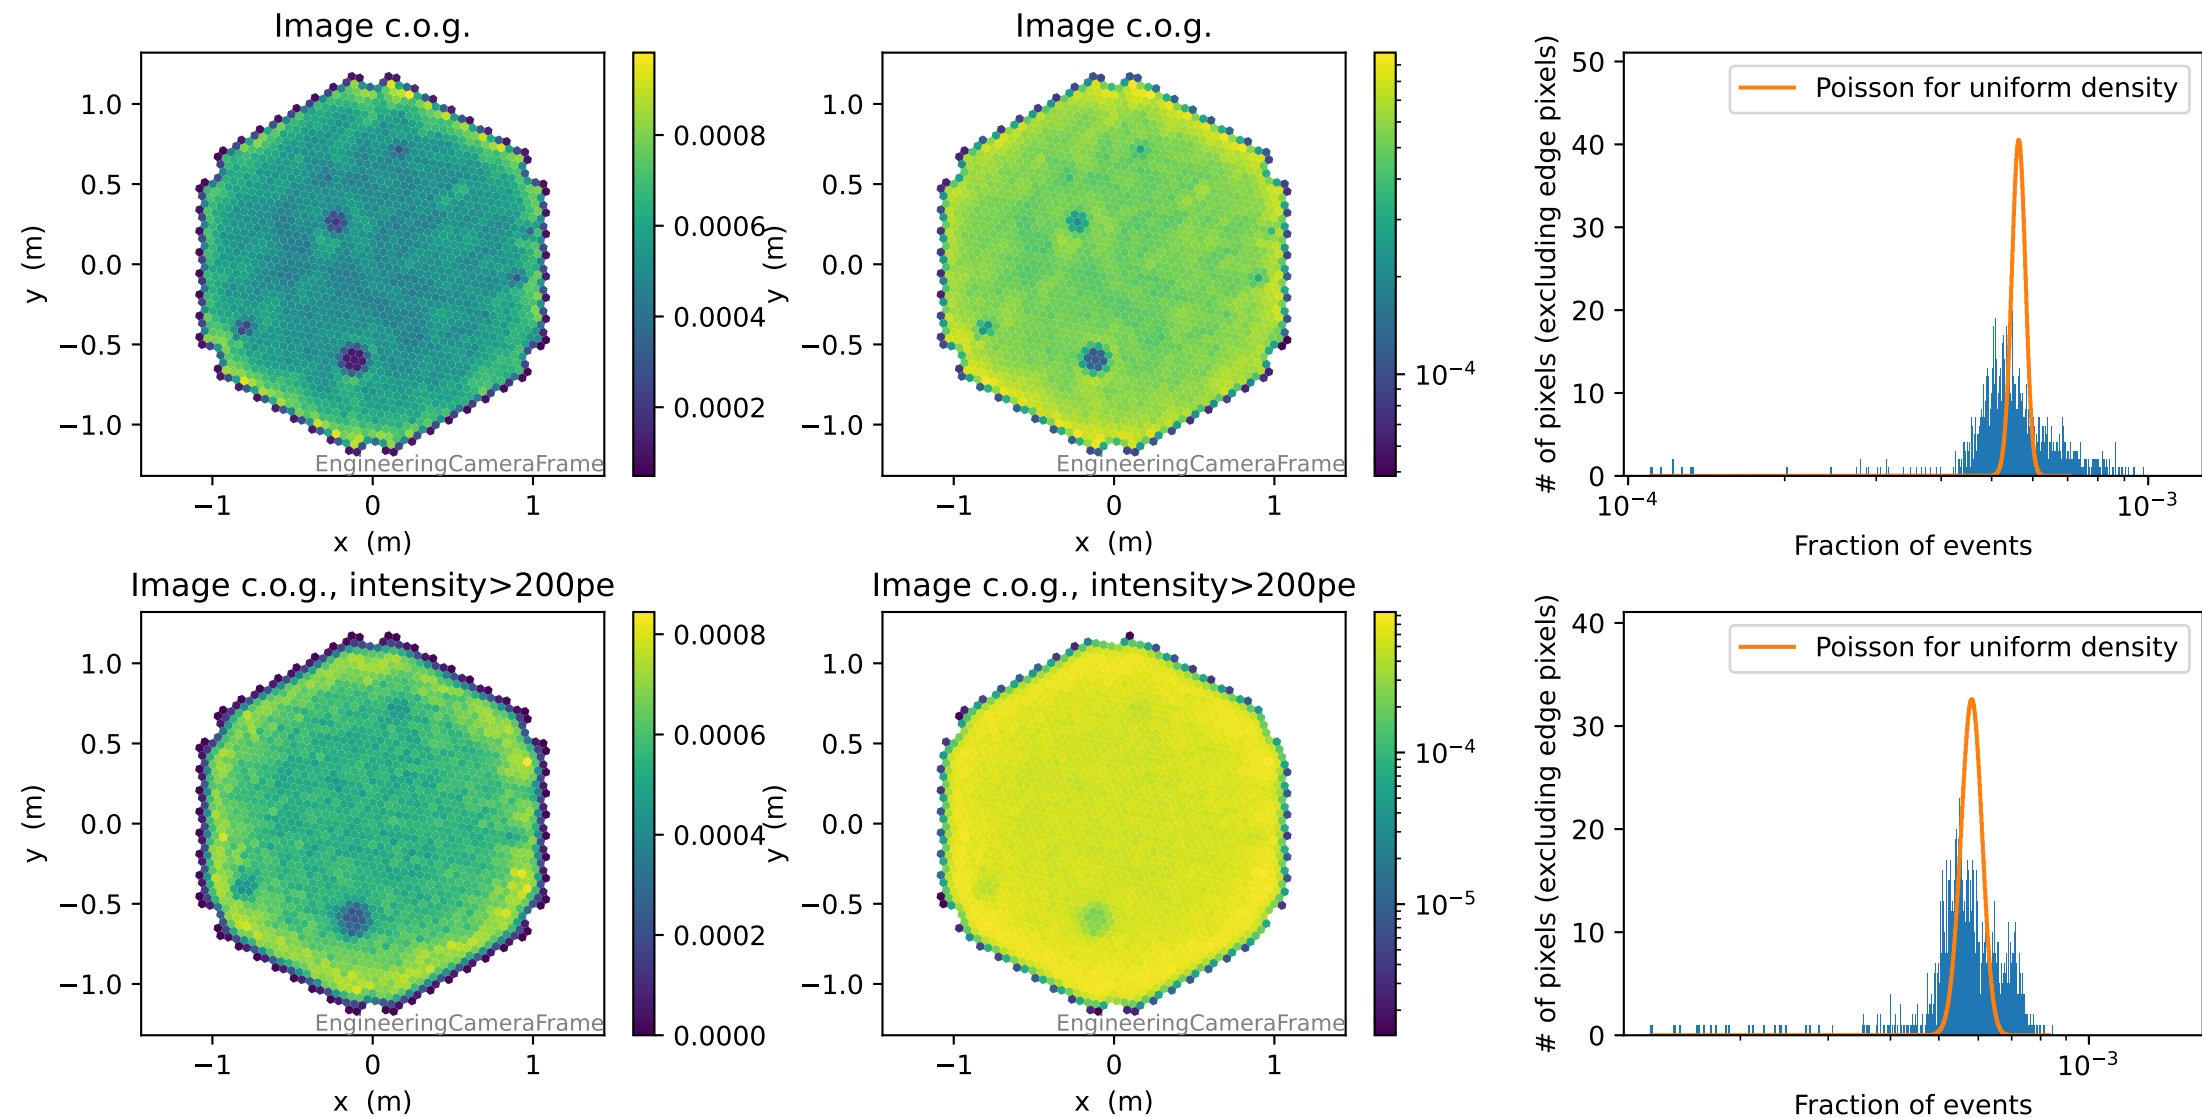 Image c.o.g.
1.0
0.5
0.0
−0.5
−1.0
y (m)
−1
0
1
x (m)
EngineeringCameraFrame
0.0008
0.0006
0.0004
0.0002
Image c.o.g.
1.0
0.5
0.0
−0.5
−1.0
y (m)
−1
0
1
x (m)
EngineeringCameraFrame
10⁻⁴
50
40
30
20
10
0
# of pixels (excluding edge pixels)
Poisson for uniform density
10⁻⁴
10⁻³
Fraction of events
Image c.o.g., intensity>200pe
1.0
0.5
0.0
−0.5
−1.0
y (m)
−1
0
1
x (m)
EngineeringCameraFrame
0.0008
0.0006
0.0004
0.0002
0.0000
Image c.o.g., intensity>200pe
1.0
0.5
0.0
−0.5
−1.0
y (m)
−1
0
1
x (m)
EngineeringCameraFrame
10⁻⁴
10⁻⁵
40
30
20
10
0
# of pixels (excluding edge pixels)
Poisson for uniform density
10⁻³
Fraction of events